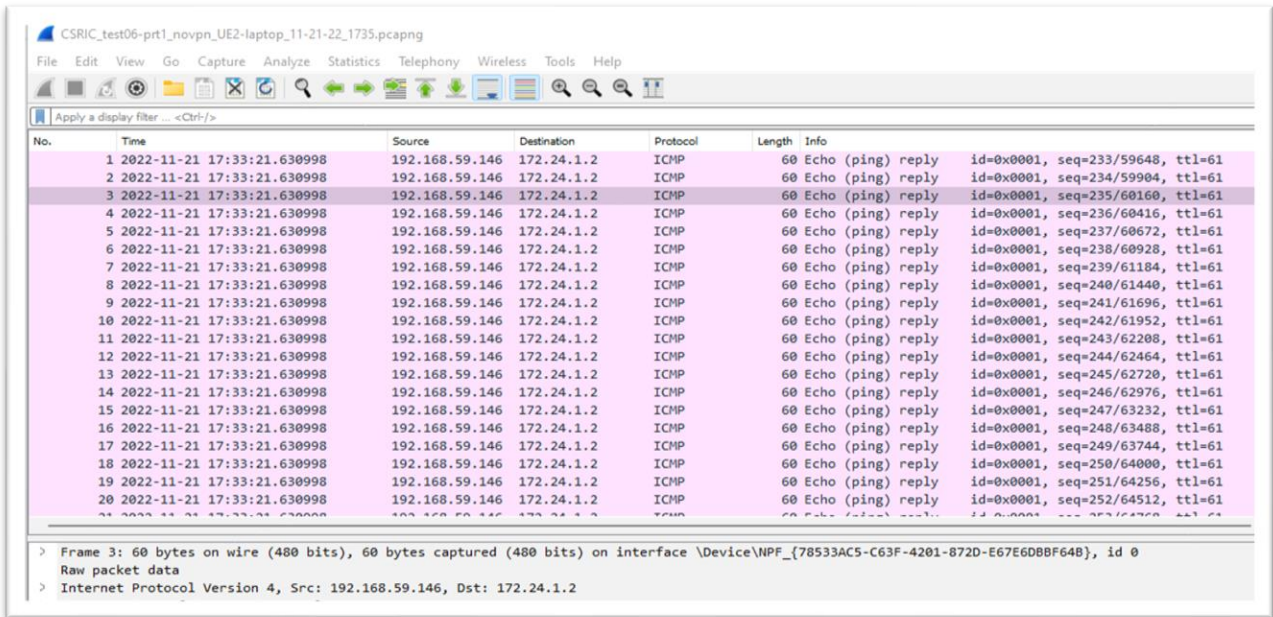 CSRIC_test06-prt1_novpn_UE2-laptop_11-21-22_1735.pcapng
File Edit View Go Capture Analyze Statistics Telephony Wireless Tools Help
Apply a display filter ... <Ctrl-/>
No. Time Source Destination Protocol Length Info
1 2022-11-21 17:33:21.630998 192.168.59.146 172.24.1.2 ICMP 60 Echo (ping) reply id=0x0001, seq=233/59648, ttl=61
2 2022-11-21 17:33:21.630998 192.168.59.146 172.24.1.2 ICMP 60 Echo (ping) reply id=0x0001, seq=234/59904, ttl=61
3 2022-11-21 17:33:21.630998 192.168.59.146 172.24.1.2 ICMP 60 Echo (ping) reply id=0x0001, seq=235/60160, ttl=61
4 2022-11-21 17:33:21.630998 192.168.59.146 172.24.1.2 ICMP 60 Echo (ping) reply id=0x0001, seq=236/60416, ttl=61
5 2022-11-21 17:33:21.630998 192.168.59.146 172.24.1.2 ICMP 60 Echo (ping) reply id=0x0001, seq=237/60672, ttl=61
6 2022-11-21 17:33:21.630998 192.168.59.146 172.24.1.2 ICMP 60 Echo (ping) reply id=0x0001, seq=238/60928, ttl=61
7 2022-11-21 17:33:21.630998 192.168.59.146 172.24.1.2 ICMP 60 Echo (ping) reply id=0x0001, seq=239/61184, ttl=61
8 2022-11-21 17:33:21.630998 192.168.59.146 172.24.1.2 ICMP 60 Echo (ping) reply id=0x0001, seq=240/61440, ttl=61
9 2022-11-21 17:33:21.630998 192.168.59.146 172.24.1.2 ICMP 60 Echo (ping) reply id=0x0001, seq=241/61696, ttl=61
10 2022-11-21 17:33:21.630998 192.168.59.146 172.24.1.2 ICMP 60 Echo (ping) reply id=0x0001, seq=242/61952, ttl=61
11 2022-11-21 17:33:21.630998 192.168.59.146 172.24.1.2 ICMP 60 Echo (ping) reply id=0x0001, seq=243/62208, ttl=61
12 2022-11-21 17:33:21.630998 192.168.59.146 172.24.1.2 ICMP 60 Echo (ping) reply id=0x0001, seq=244/62464, ttl=61
13 2022-11-21 17:33:21.630998 192.168.59.146 172.24.1.2 ICMP 60 Echo (ping) reply id=0x0001, seq=245/62720, ttl=61
14 2022-11-21 17:33:21.630998 192.168.59.146 172.24.1.2 ICMP 60 Echo (ping) reply id=0x0001, seq=246/62976, ttl=61
15 2022-11-21 17:33:21.630998 192.168.59.146 172.24.1.2 ICMP 60 Echo (ping) reply id=0x0001, seq=247/63232, ttl=61
16 2022-11-21 17:33:21.630998 192.168.59.146 172.24.1.2 ICMP 60 Echo (ping) reply id=0x0001, seq=248/63488, ttl=61
17 2022-11-21 17:33:21.630998 192.168.59.146 172.24.1.2 ICMP 60 Echo (ping) reply id=0x0001, seq=249/63744, ttl=61
18 2022-11-21 17:33:21.630998 192.168.59.146 172.24.1.2 ICMP 60 Echo (ping) reply id=0x0001, seq=250/64000, ttl=61
19 2022-11-21 17:33:21.630998 192.168.59.146 172.24.1.2 ICMP 60 Echo (ping) reply id=0x0001, seq=251/64256, ttl=61
20 2022-11-21 17:33:21.630998 192.168.59.146 172.24.1.2 ICMP 60 Echo (ping) reply id=0x0001, seq=252/64512, ttl=61
> Frame 3: 60 bytes on wire (480 bits), 60 bytes captured (480 bits) on interface \Device\NPF_{78533AC5-C63F-4201-872D-E67E6DBBF64B}, id 0
Raw packet data
> Internet Protocol Version 4, Src: 192.168.59.146, Dst: 172.24.1.2